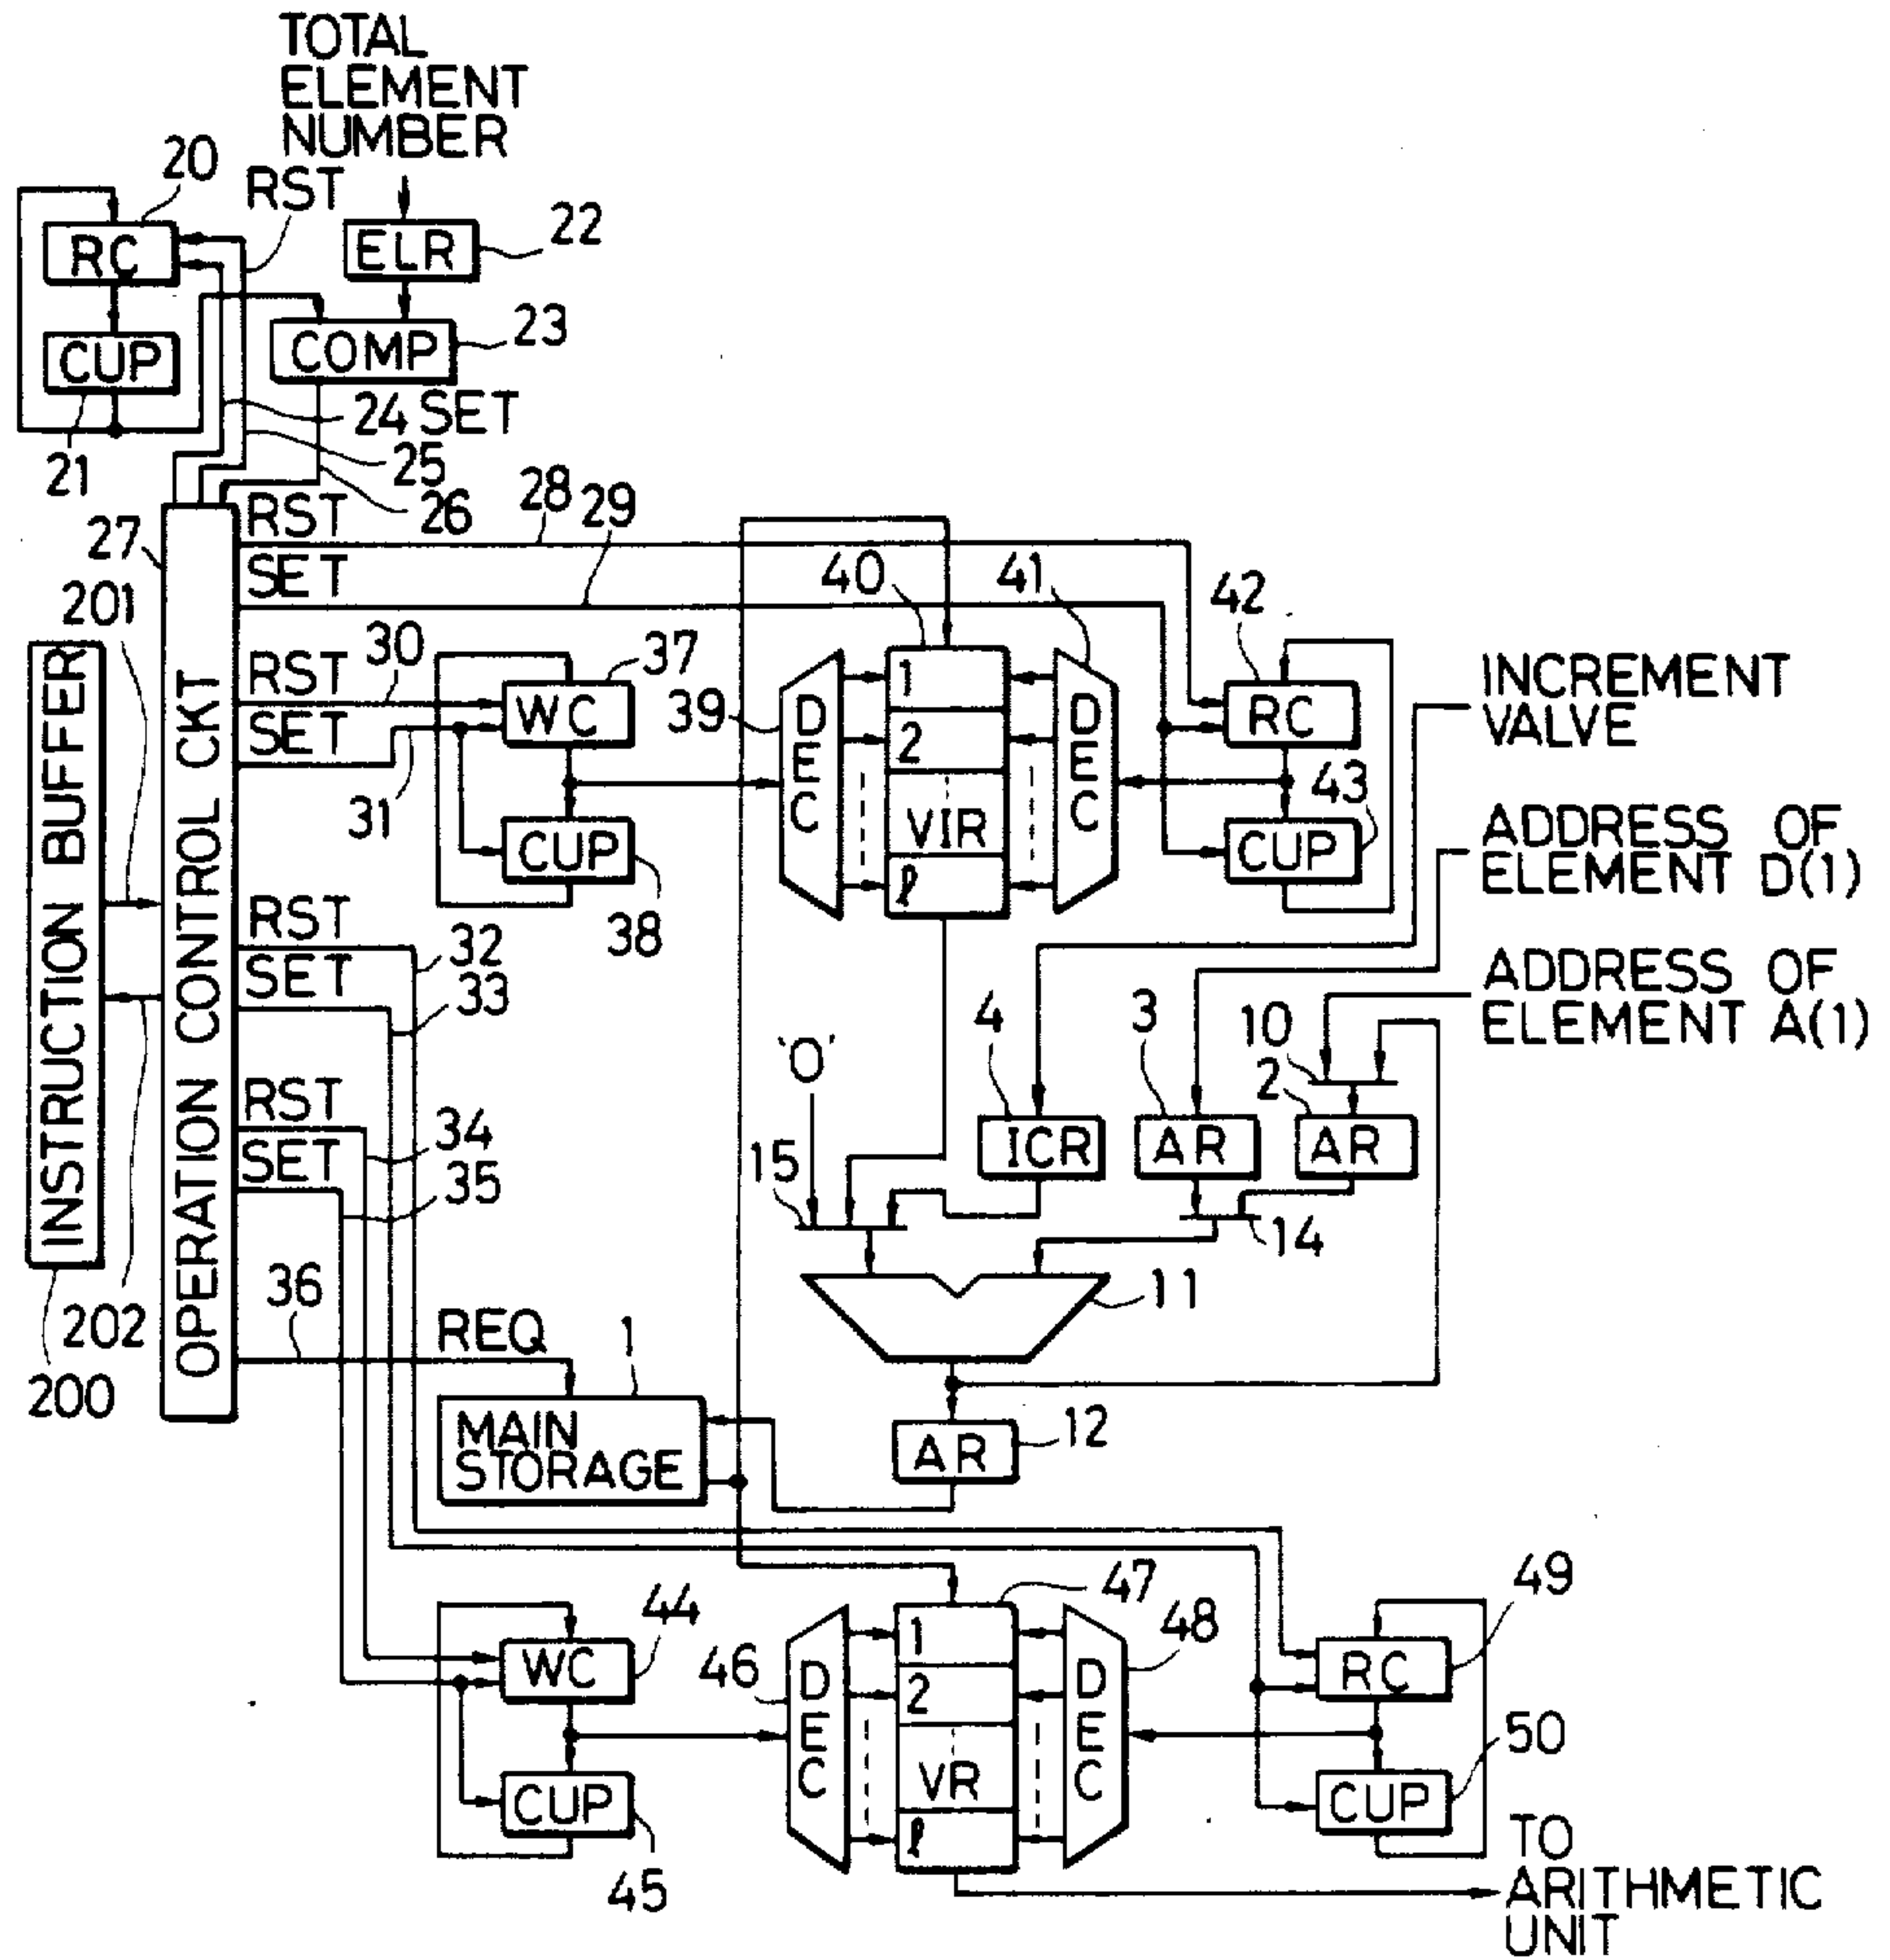 TOTAL
ELEMENT
NUMBER
20
RST
RC
ELR
22
CUP
COMP
23
24 SET
21
25
26
27
RST
28
29
SET
201
40
41
42
RST
30
37
39
WC
SET
31
CUP
38
DEC
1
2
VIR
ℓ
DEC
RC
43
CUP
INCREMENT
VALVE
ADDRESS OF
ELEMENT D(1)
ADDRESS OF
ELEMENT A(1)
INSTRUCTION BUFFER
OPERATION CONTROL CKT
RST
32
SET
33
'O'
4
3
10
2
ICR
AR
AR
RST
34
SET
35
15
14
11
36
202
200
REQ
1
MAIN
STORAGE
AR
12
44
WC
CUP
45
46
DEC
47
1
2
VR
ℓ
48
DEC
49
RC
50
CUP
TO
ARITHMETIC
UNIT